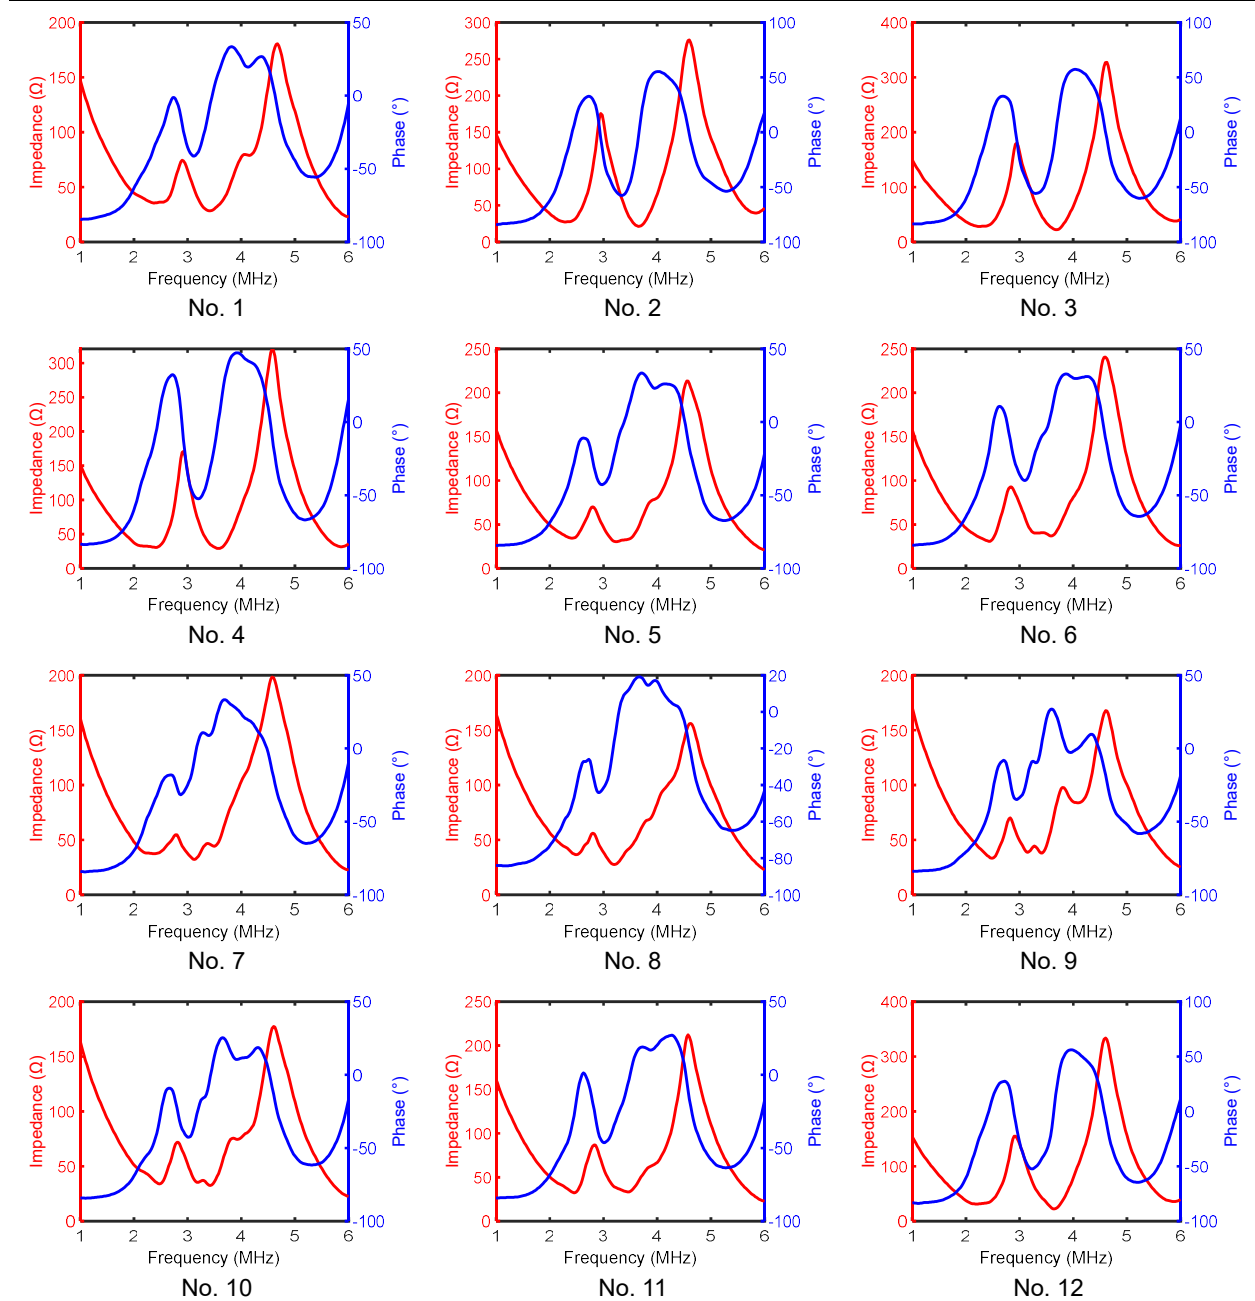 200 50 300 100 400 100
150 0 250 50 300 50
100 200 0 200 0
50 -50 150 -50 100 -50
0 -100 100 -100 0 -100
50
0
Impedance (Ω) Phase (°) Impedance (Ω) Phase (°) Impedance (Ω) Phase (°)
1 2 3 4 5 6 1 2 3 4 5 6 1 2 3 4 5 6
Frequency (MHz) Frequency (MHz) Frequency (MHz)
No. 1 No. 2 No. 3
300 50 250 50 250 50
250 0 200 0 200 0
200 -50 150 -50 150 -50
150 -100 100 -100 100 -100
100 50 50
50 0 0
0
Impedance (Ω) Phase (°) Impedance (Ω) Phase (°) Impedance (Ω) Phase (°)
1 2 3 4 5 6 1 2 3 4 5 6 1 2 3 4 5 6
Frequency (MHz) Frequency (MHz) Frequency (MHz)
No. 4 No. 5 No. 6
200 50 200 20 200 50
150 0 150 0 150 0
100 -50 100 -20 100 -50
50 -100 50 -40 50 -100
0 0 -60 0
-80
-100
Impedance (Ω) Phase (°) Impedance (Ω) Phase (°) Impedance (Ω) Phase (°)
1 2 3 4 5 6 1 2 3 4 5 6 1 2 3 4 5 6
Frequency (MHz) Frequency (MHz) Frequency (MHz)
No. 7 No. 8 No. 9
200 50 250 50 400 100
150 0 200 0 300 50
100 -50 150 -50 200 0
50 -100 100 -100 100 -50
0 50 0 -100
0
Impedance (Ω) Phase (°) Impedance (Ω) Phase (°) Impedance (Ω) Phase (°)
1 2 3 4 5 6 1 2 3 4 5 6 1 2 3 4 5 6
Frequency (MHz) Frequency (MHz) Frequency (MHz)
No. 10 No. 11 No. 12